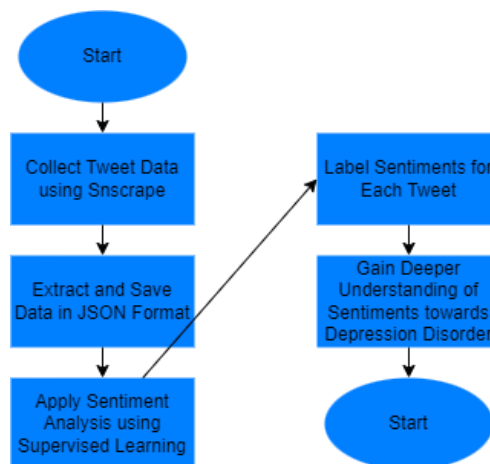 Start
Collect Tweet Data
using Snscrape
Extract and Save
Data in JSON Format
Apply Sentiment
Analysis using
Supervised Learning
Label Sentiments for
Each Tweet
Gain Deeper
Understanding of
Sentiments towards
Depression Disorder
Start